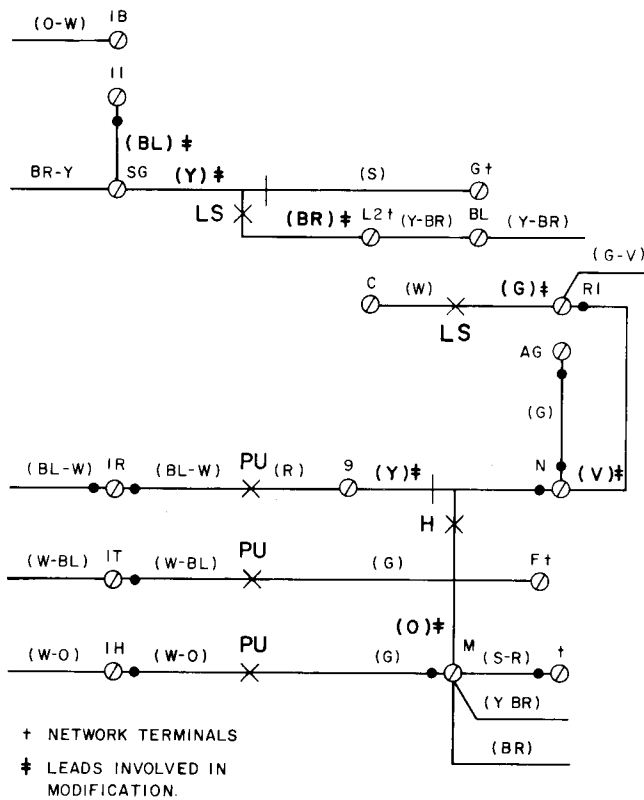 (O-W) IB
II
(BL) ‡
BR-Y SG (Y) ‡ (S) G†
LS (BR) ‡ L2† (Y-BR) BL (Y-BR)
(G-V)
C (W) (G) ‡ RI
LS
AG
(G)
(BL-W) IR (BL-W) PU (R) 9 (Y) ‡ N (V) ‡
H
(W-BL) IT (W-BL) PU (G) F†
(O) ‡
(W-O) IH (W-O) PU (G) M (S-R) †
(Y BR)
(BR)
† NETWORK TERMINALS
‡ LEADS INVOLVED IN
MODIFICATION.